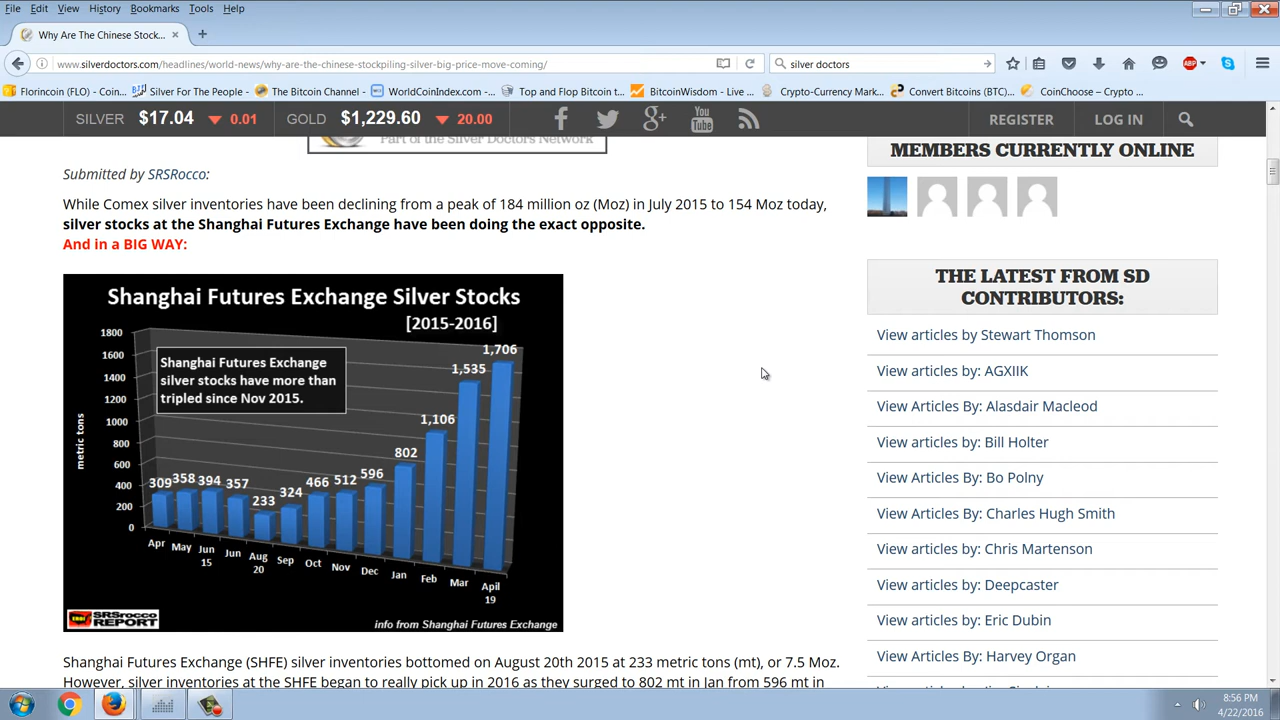 File Edit View History Bookmarks Tools Help
Why Are The Chinese Stock... × +
www.silverdoctors.com/headlines/world-news/why-are-the-chinese-stockpiling-silver-big-price-move-coming/
silver doctors
ABP
Florincoin (FLO) - Coin... Silver For The People - ... The Bitcoin Channel - ... WorldCoinIndex.com -... Top and Flop Bitcoin t... BitcoinWisdom - Live ... Crypto-Currency Mark... Convert Bitcoins (BTC)... CoinChoose – Crypto ...
SILVER $17.04 0.01 GOLD $1,229.60 20.00 You Tube REGISTER LOG IN
Part of the Silver Doctors Network
Submitted by SRSRocco:
While Comex silver inventories have been declining from a peak of 184 million oz (Moz) in July 2015 to 154 Moz today,
silver stocks at the Shanghai Futures Exchange have been doing the exact opposite.
And in a BIG WAY:
Shanghai Futures Exchange Silver Stocks
[2015-2016]
Shanghai Futures Exchange
silver stocks have more than
tripled since Nov 2015.
metric tons
1800
1600
1400
1200
1000
800
600
400
200
0
309 358 394 357 233 324 466 512 596 802 1,106 1,535 1,706
Apr May Jun 15 Jun Aug 20 Sep Oct Nov Dec Jan Feb Mar Apil 19
SRSrocco
REPORT
info from Shanghai Futures Exchange
Shanghai Futures Exchange (SHFE) silver inventories bottomed on August 20th 2015 at 233 metric tons (mt), or 7.5 Moz.
However, silver inventories at the SHFE began to really pick up in 2016 as they surged to 802 mt in Jan from 596 mt in
MEMBERS CURRENTLY ONLINE
THE LATEST FROM SD
CONTRIBUTORS:
View articles by Stewart Thomson
View articles by: AGXIIK
View Articles By: Alasdair Macleod
View articles by: Bill Holter
View Articles by: Bo Polny
View Articles By: Charles Hugh Smith
View articles by: Chris Martenson
View articles by: Deepcaster
View articles by: Eric Dubin
View Articles By: Harvey Organ
8:56 PM
4/22/2016